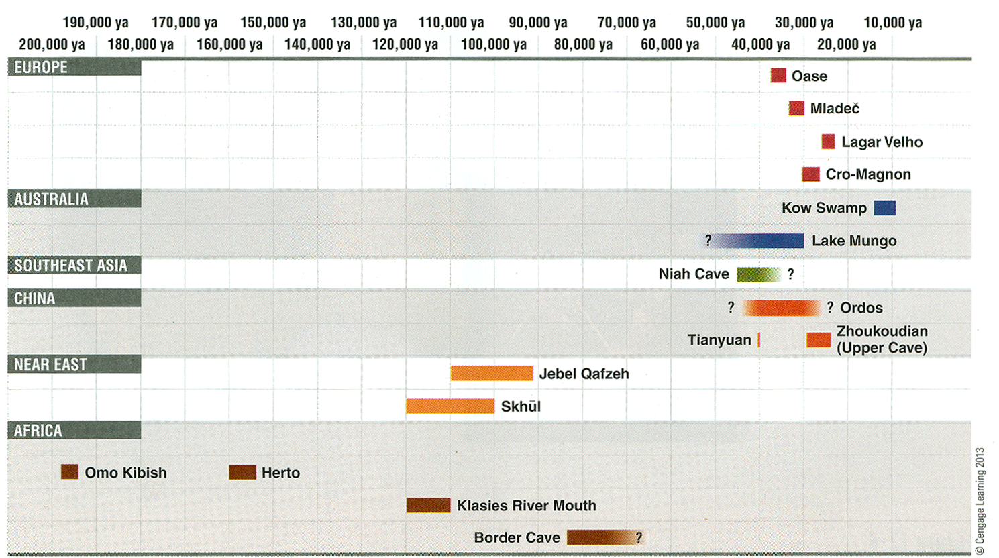 190,000 ya 170,000 ya 150,000 ya 130,000 ya 110,000 ya 90,000 ya 70,000 ya 50,000 ya 30,000 ya 10,000 ya
200,000 ya 180,000 ya 160,000 ya 140,000 ya 120,000 ya 100,000 ya 80,000 ya 60,000 ya 40,000 ya 20,000 ya
EUROPE
Oase
Mladeč
Lagar Velho
Cro-Magnon
AUSTRALIA
Kow Swamp
? Lake Mungo
SOUTHEAST ASIA
Niah Cave ?
CHINA
? ? Ordos
Tianyuan
Zhoukoudian
(Upper Cave)
NEAR EAST
Jebel Qafzeh
Skhūl
AFRICA
Omo Kibish
Herto
Klasies River Mouth
Border Cave ?
© Cengage Learning 2013